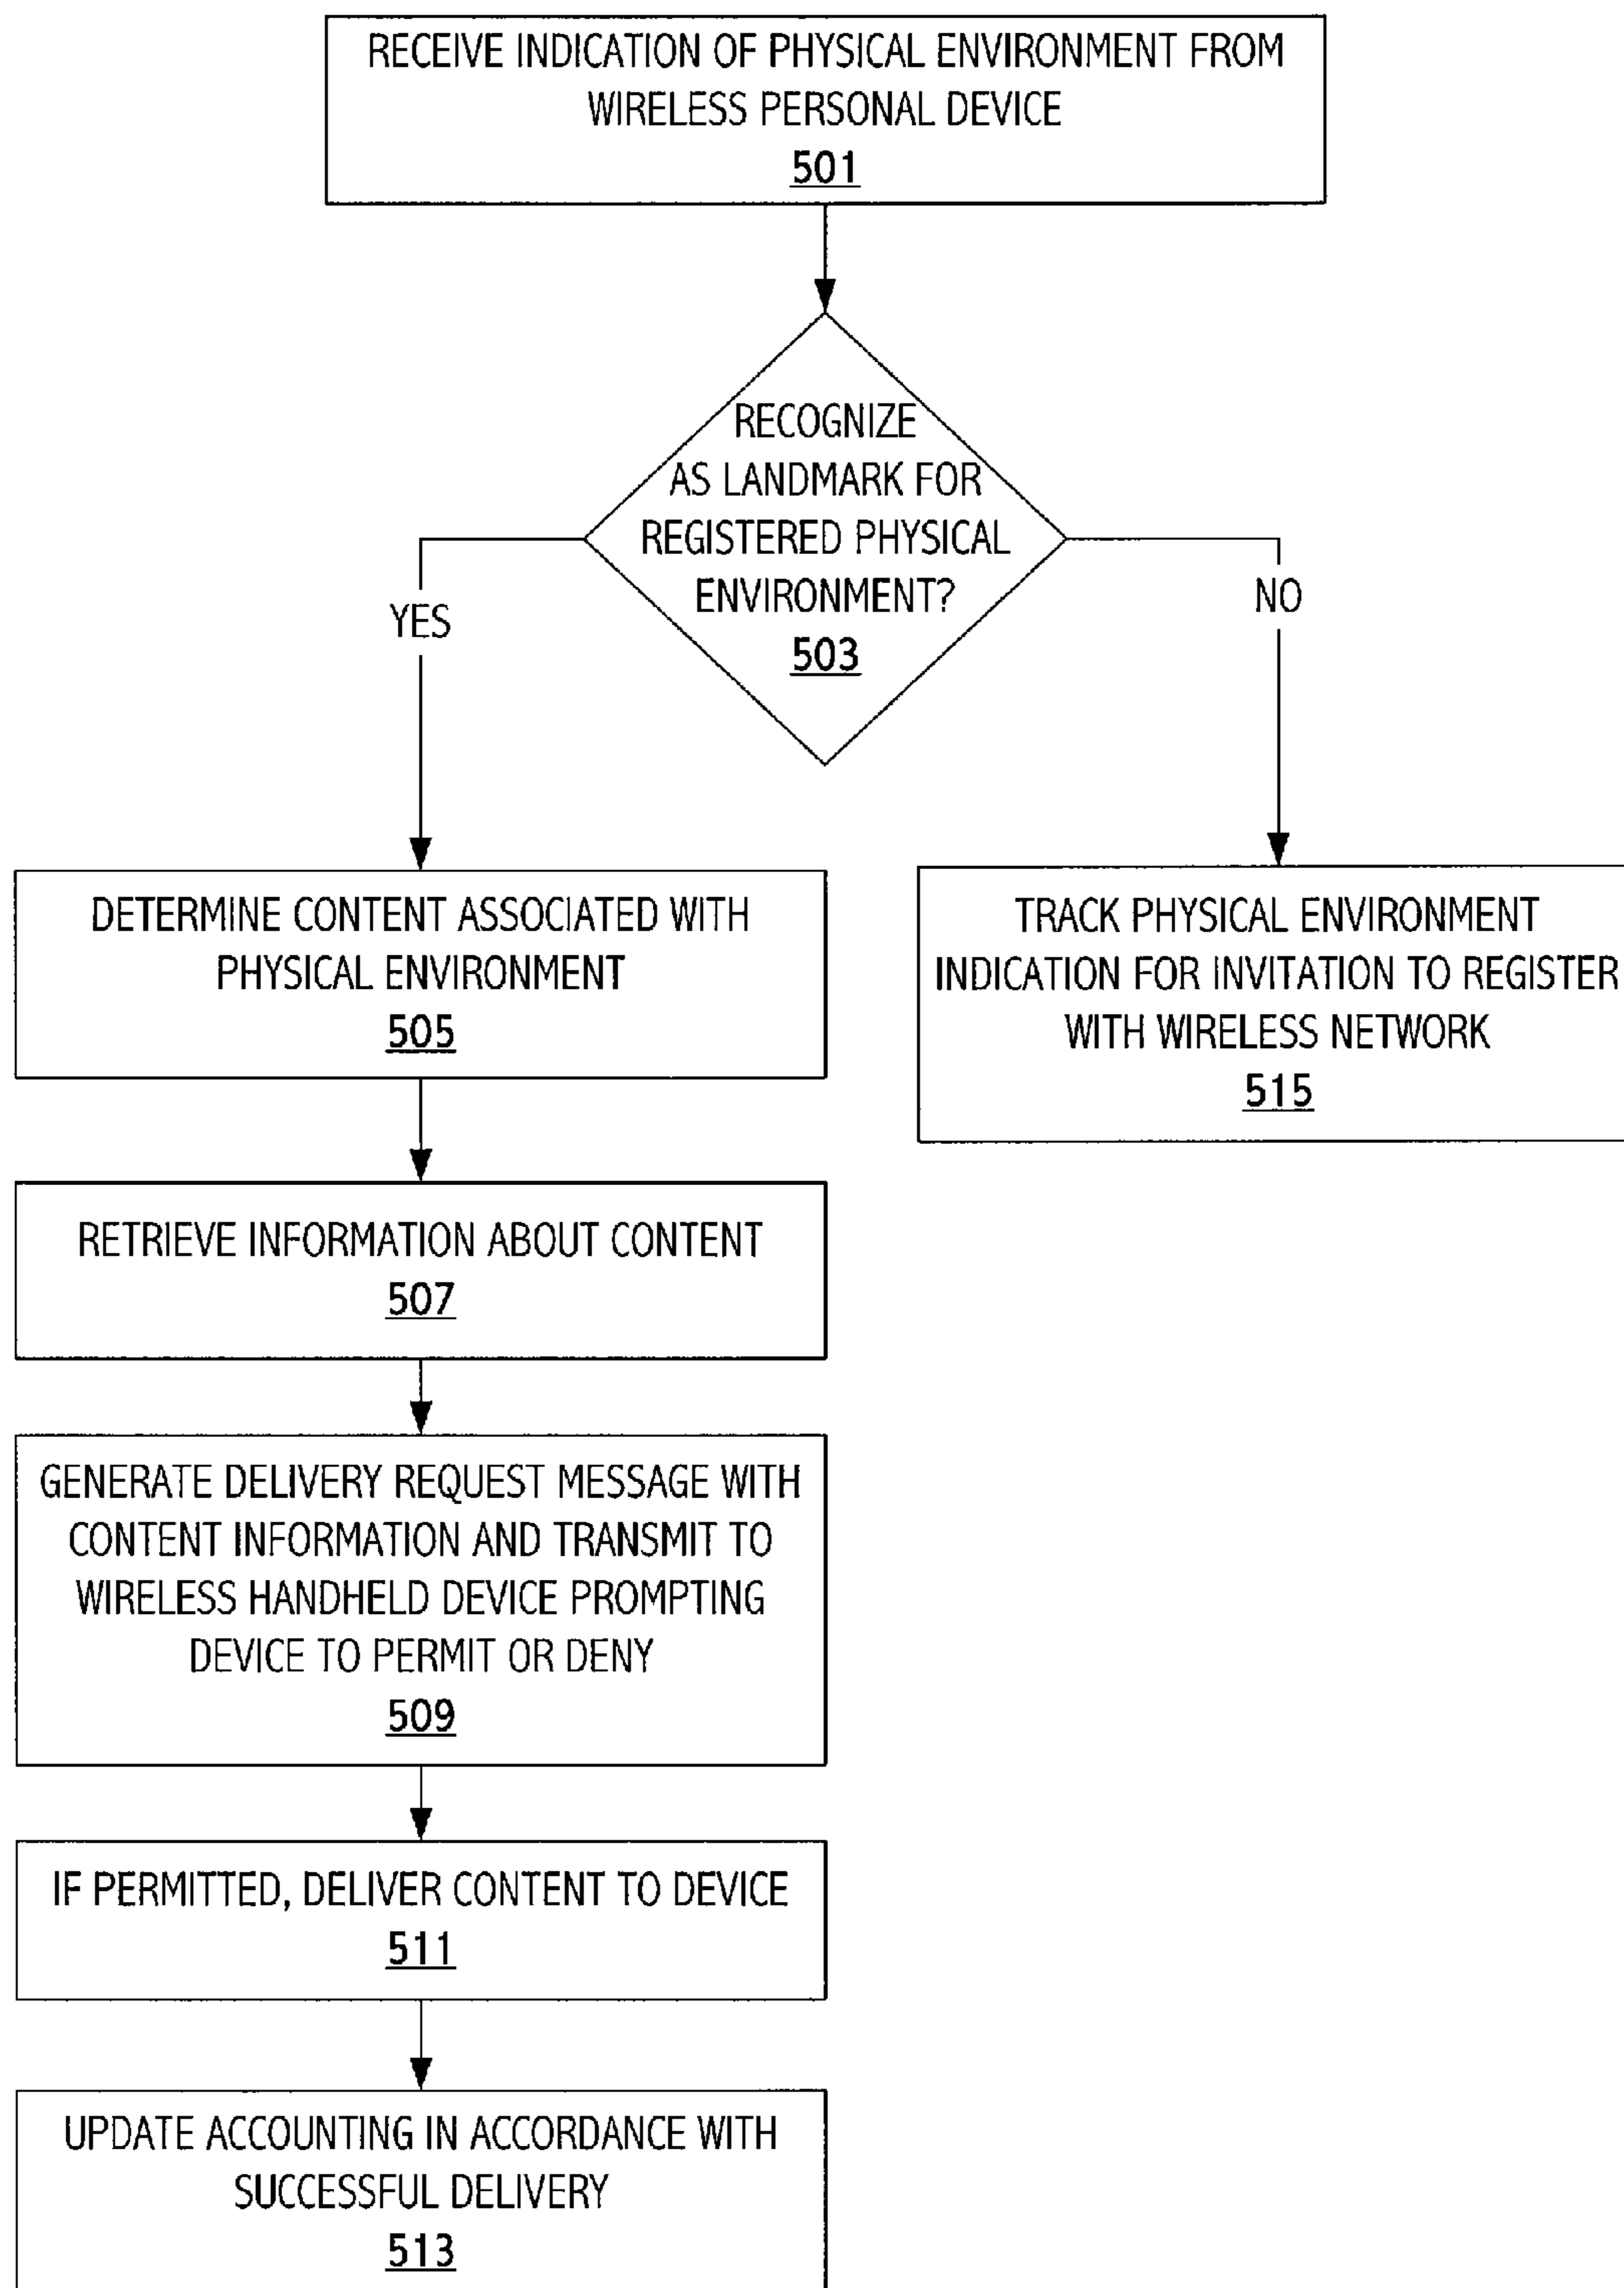 RECEIVE INDICATION OF PHYSICAL ENVIRONMENT FROM
WIRELESS PERSONAL DEVICE
501
RECOGNIZE
AS LANDMARK FOR
REGISTERED PHYSICAL
ENVIRONMENT?
503
YES
NO
DETERMINE CONTENT ASSOCIATED WITH
PHYSICAL ENVIRONMENT
505
TRACK PHYSICAL ENVIRONMENT
INDICATION FOR INVITATION TO REGISTER
WITH WIRELESS NETWORK
515
RETRIEVE INFORMATION ABOUT CONTENT
507
GENERATE DELIVERY REQUEST MESSAGE WITH
CONTENT INFORMATION AND TRANSMIT TO
WIRELESS HANDHELD DEVICE PROMPTING
DEVICE TO PERMIT OR DENY
509
IF PERMITTED, DELIVER CONTENT TO DEVICE
511
UPDATE ACCOUNTING IN ACCORDANCE WITH
SUCCESSFUL DELIVERY
513